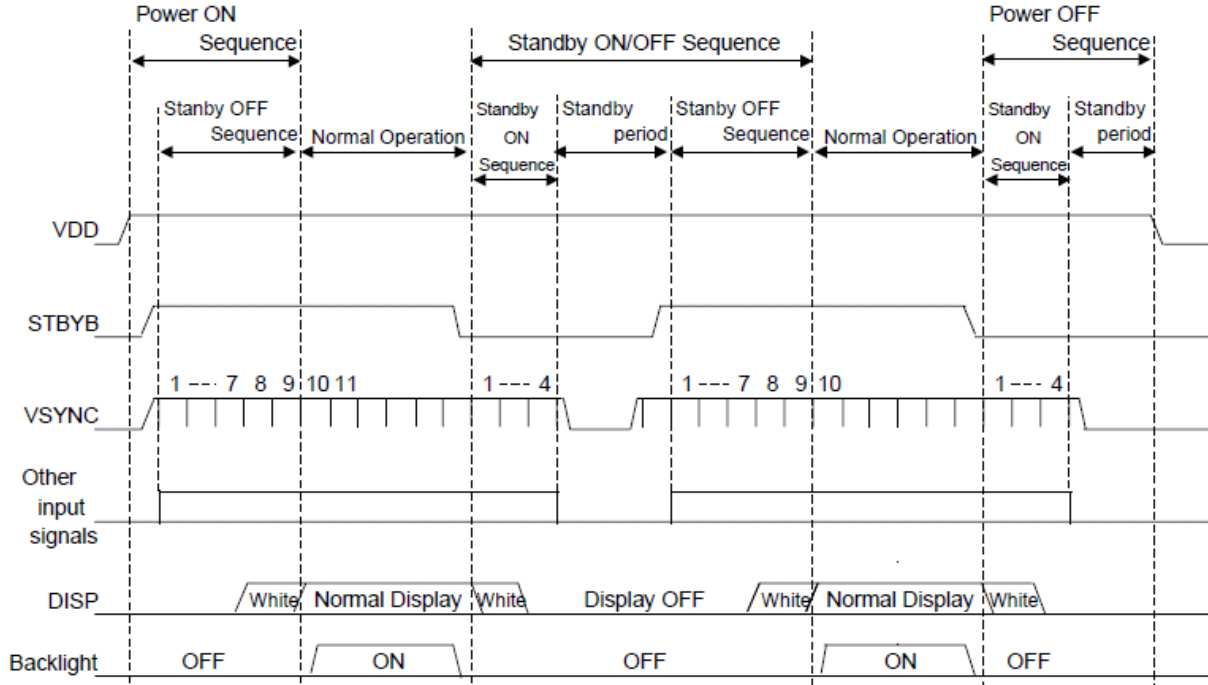 Power ON
Sequence
Standby ON/OFF Sequence
Power OFF
Sequence
Stanby OFF
Sequence
Normal Operation
Standby
ON
Sequence
Standby
period
Stanby OFF
Sequence
Normal Operation
Standby
ON
Sequence
Standby
period
VDD
STBYB
VSYNC
1 --- 7 8 9 10 11
1 --- 4
1 --- 7 8 9 10
1 --- 4
Other
input
signals
DISP
White
Normal Display
White
Display OFF
White
Normal Display
White
Backlight
OFF
ON
OFF
ON
OFF